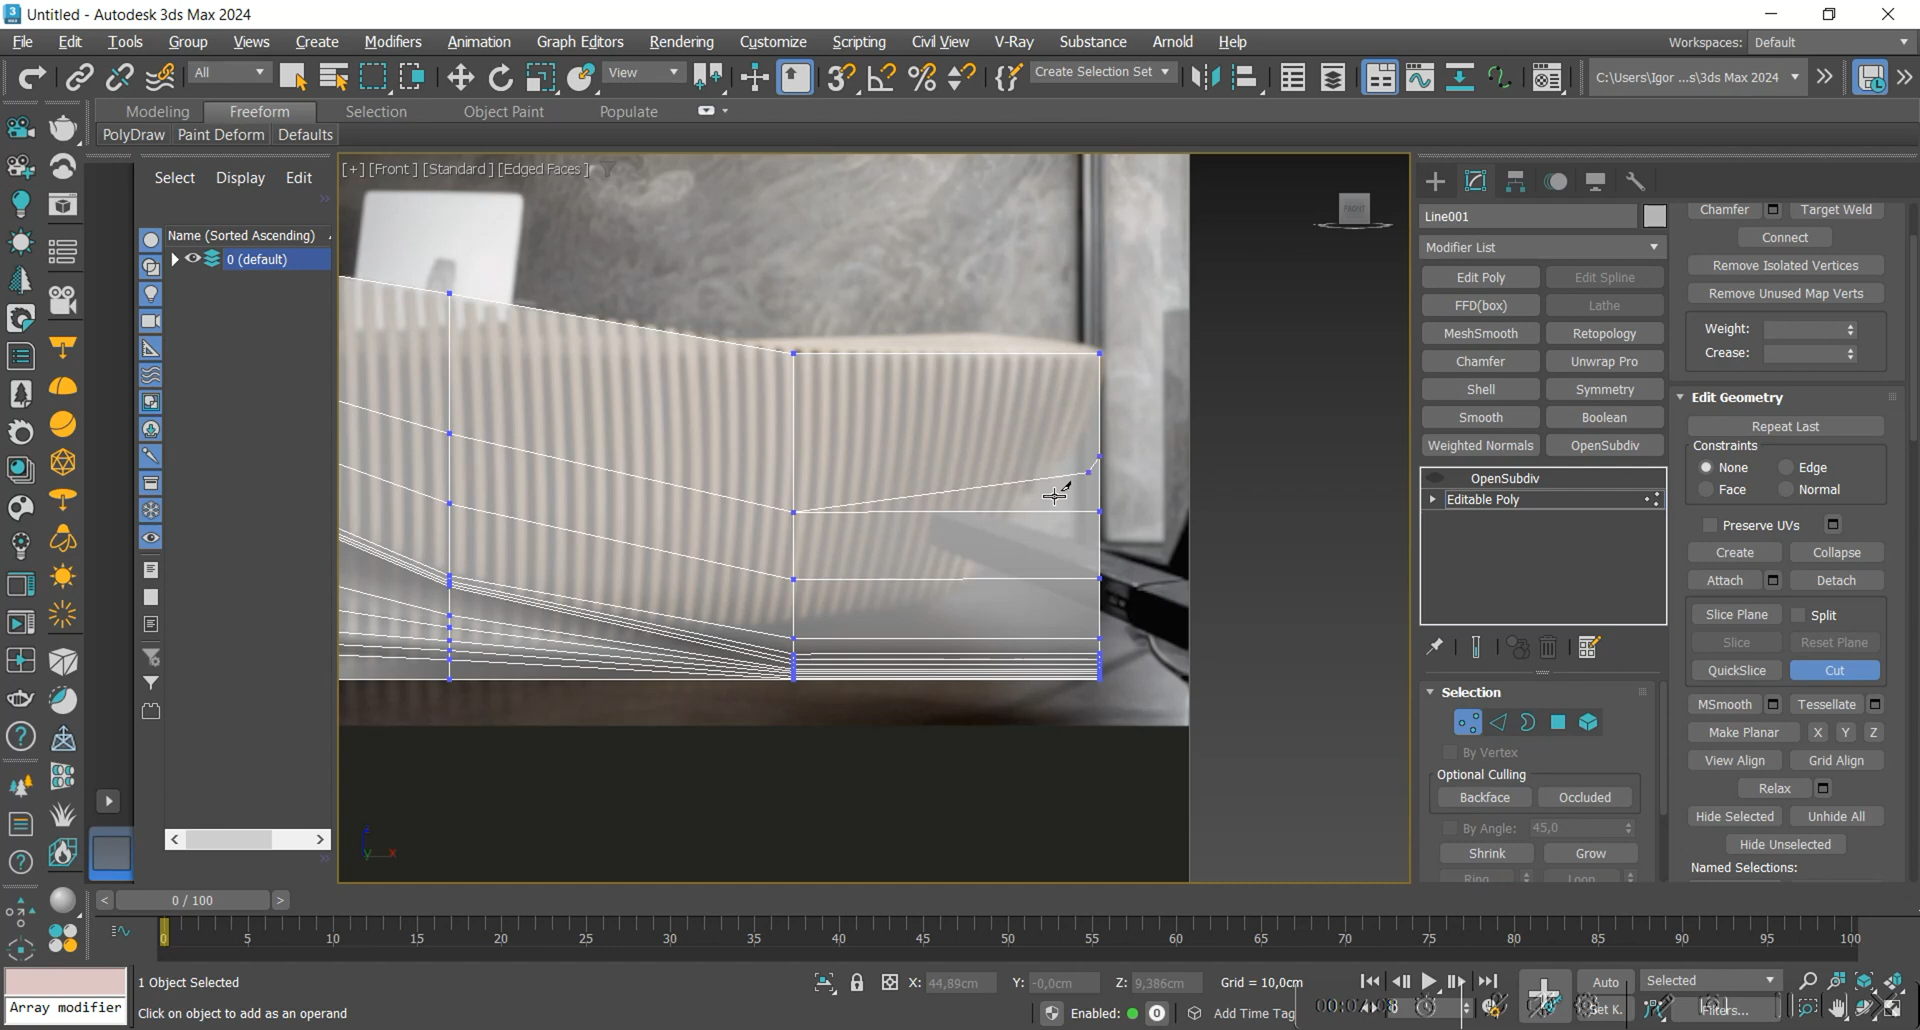 Untitled - Autodesk 3ds Max 2024
File Edit Tools Group Views Create Modifiers Animation Graph Editors Rendering Customize Scripting Civil View V-Ray Substance Arnold Help
Workspaces: Default
All View Create Selection Set C:\Users\Igor ...s\3ds Max 2024
Modeling Freeform Selection Object Paint Populate
PolyDraw Paint Deform Defaults
Select Display Edit
Name (Sorted Ascending)
0 (default)
[+] [Front ] [Standard ] [Edged Faces ]
FRONT
Line001
Modifier List
Edit Poly Edit Spline
FFD(box) Lathe
MeshSmooth Retopology
Chamfer Unwrap Pro
Shell Symmetry
Smooth Boolean
Weighted Normals OpenSubdiv
OpenSubdiv
Editable Poly
Selection
By Vertex
Optional Culling
Backface Occluded
By Angle: 45,0
Shrink Grow
Ring Loop
Chamfer Target Weld
Connect
Remove Isolated Vertices
Remove Unused Map Verts
Weight:
Crease:
Edit Geometry
Repeat Last
Constraints
None Edge
Face Normal
Preserve UVs
Create Collapse
Attach Detach
Slice Plane Split
Slice Reset Plane
QuickSlice Cut
MSmooth Tessellate
Make Planar X Y Z
View Align Grid Align
Relax
Hide Selected Unhide All
Hide Unselected
Named Selections:
0 / 100
0 5 10 15 20 25 30 35 40 45 50 55 60 65 70 75 80 85 90 95 100
Array modifier
1 Object Selected
Click on object to add as an operand
X: 44,89cm Y: -0,0cm Z: 9,386cm Grid = 10,0cm
Enabled: 0 Add Time Tag
Auto Selected
Set K. Filters...